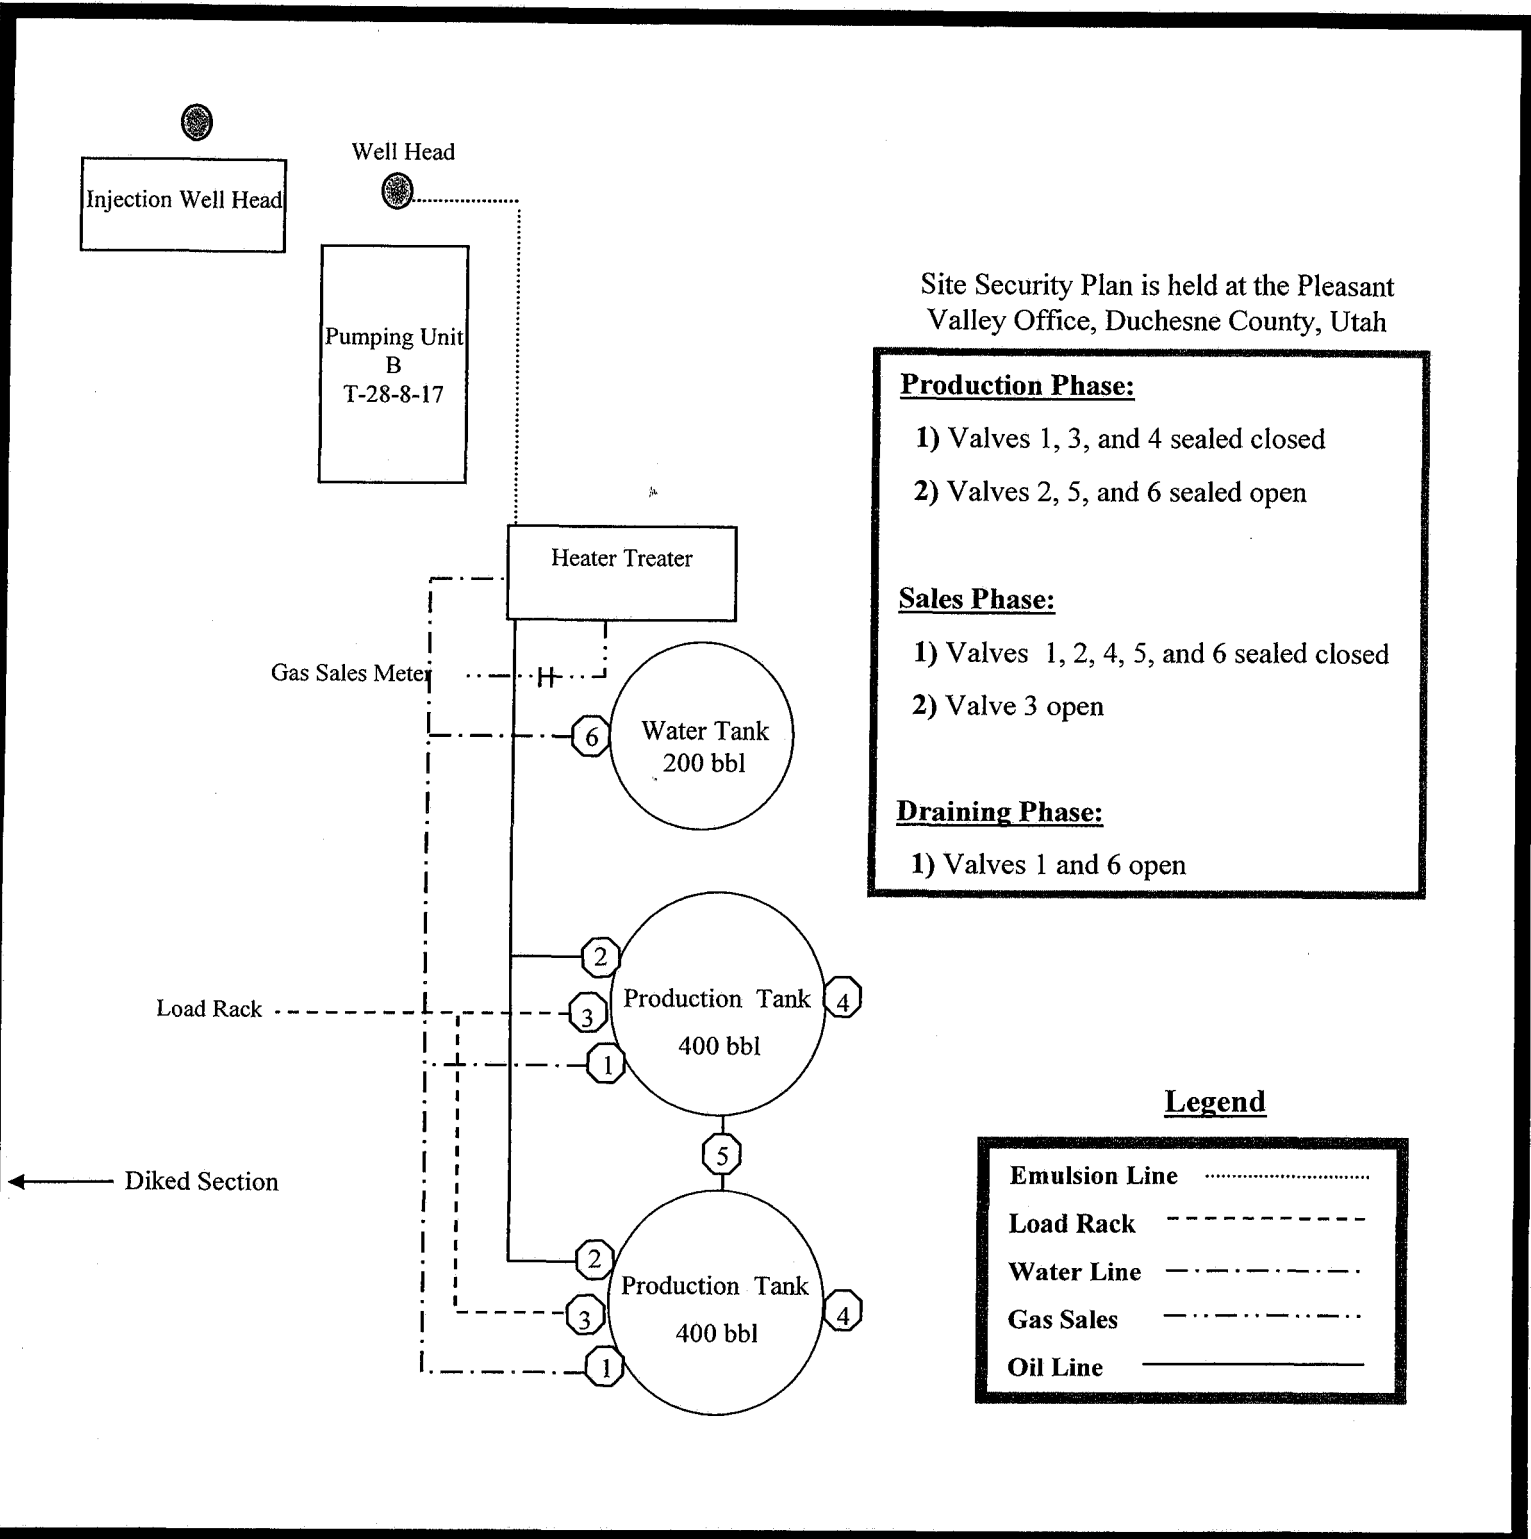 Well Head
Injection Well Head
Pumping Unit
B
T-28-8-17
Site Security Plan is held at the Pleasant
Valley Office, Duchesne County, Utah
Production Phase:
1) Valves 1, 3, and 4 sealed closed
2) Valves 2, 5, and 6 sealed open
Sales Phase:
1) Valves 1, 2, 4, 5, and 6 sealed closed
2) Valve 3 open
Draining Phase:
1) Valves 1 and 6 open
Heater Treater
Gas Sales Meter
6
Water Tank
200 bbl
2
Load Rack
3
Production Tank
400 bbl
4
1
5
Diked Section
2
Production Tank
400 bbl
3
4
1
Legend
Emulsion Line
Load Rack
Water Line
Gas Sales
Oil Line